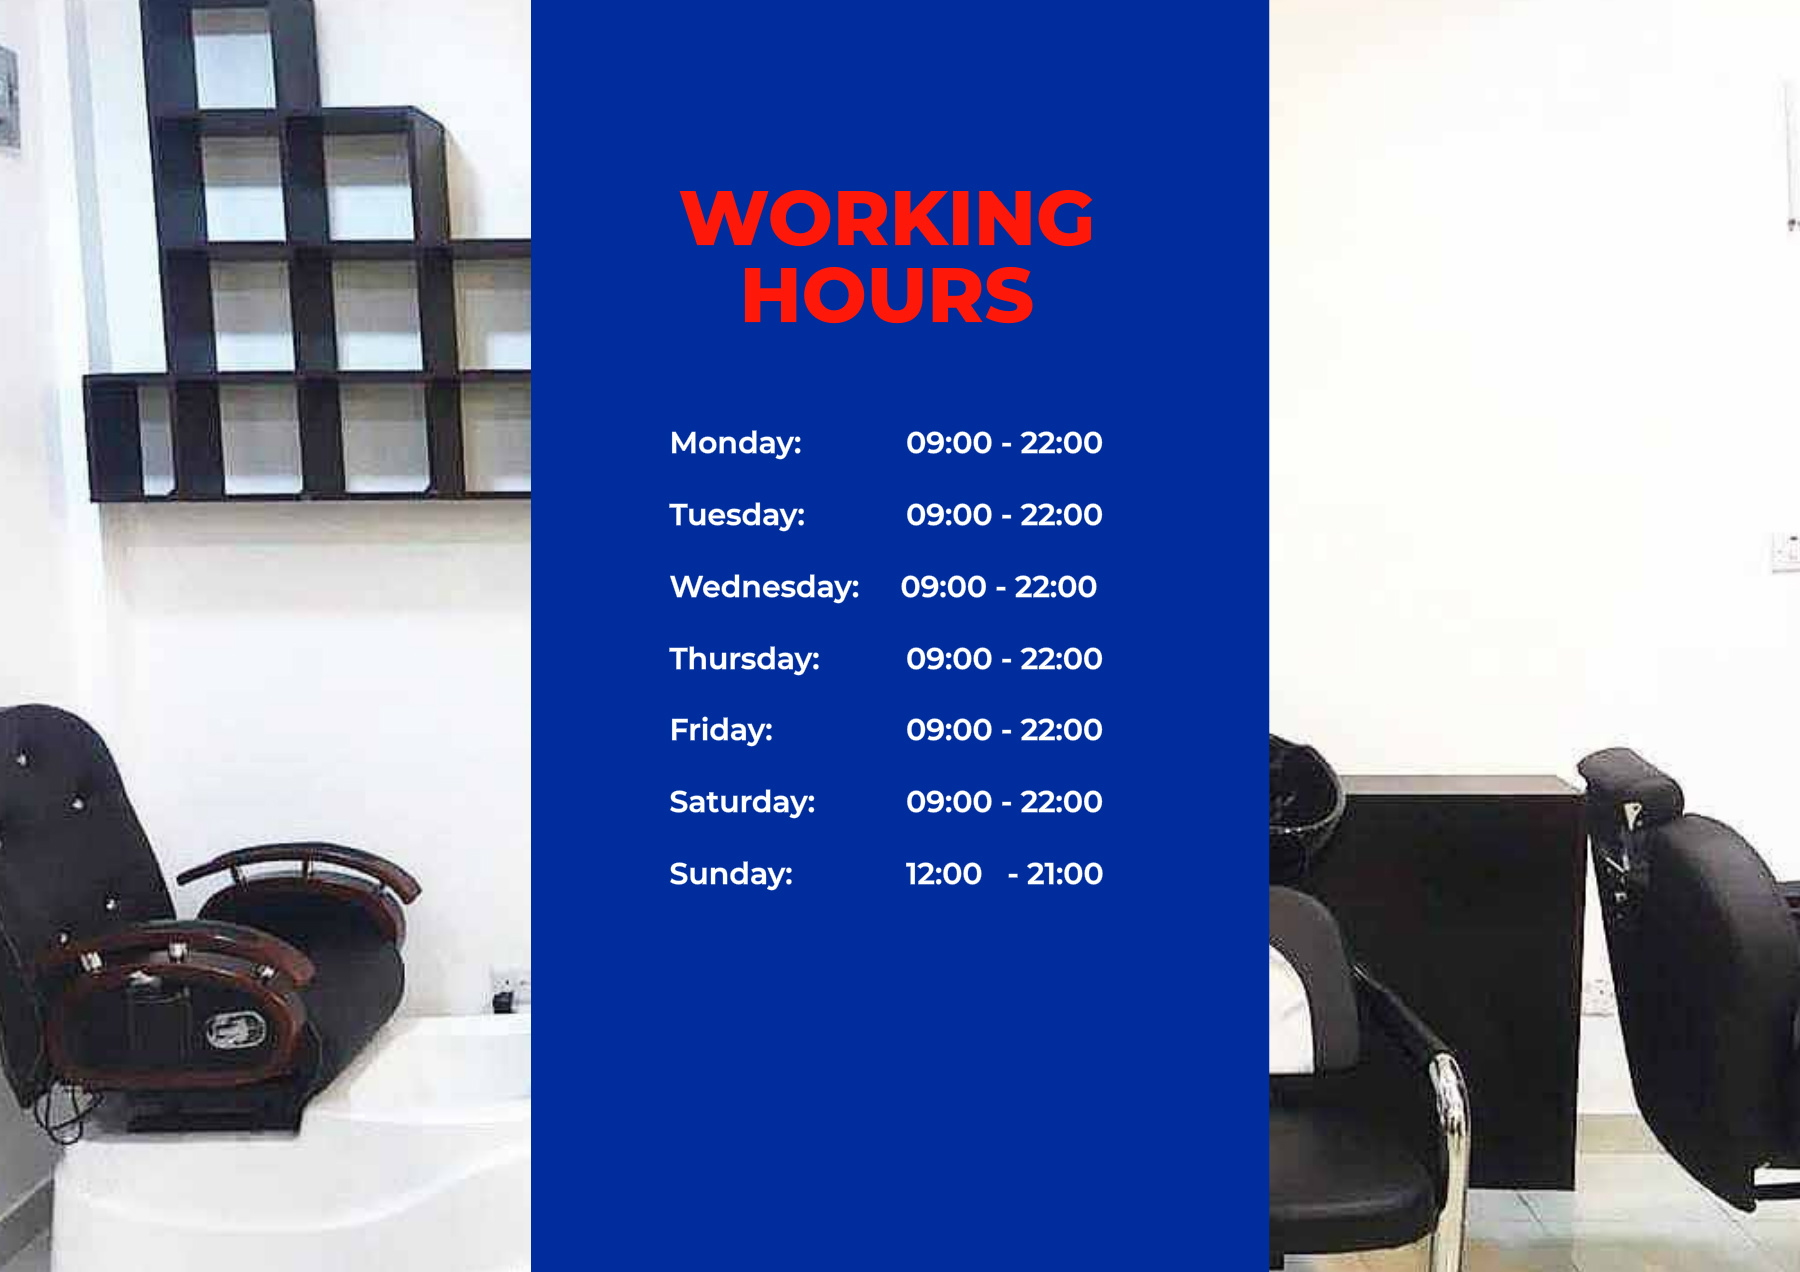 WORKING
HOURS
Monday: 09:00 - 22:00
Tuesday: 09:00 - 22:00
Wednesday: 09:00 - 22:00
Thursday: 09:00 - 22:00
Friday: 09:00 - 22:00
Saturday: 09:00 - 22:00
Sunday: 12:00 - 21:00